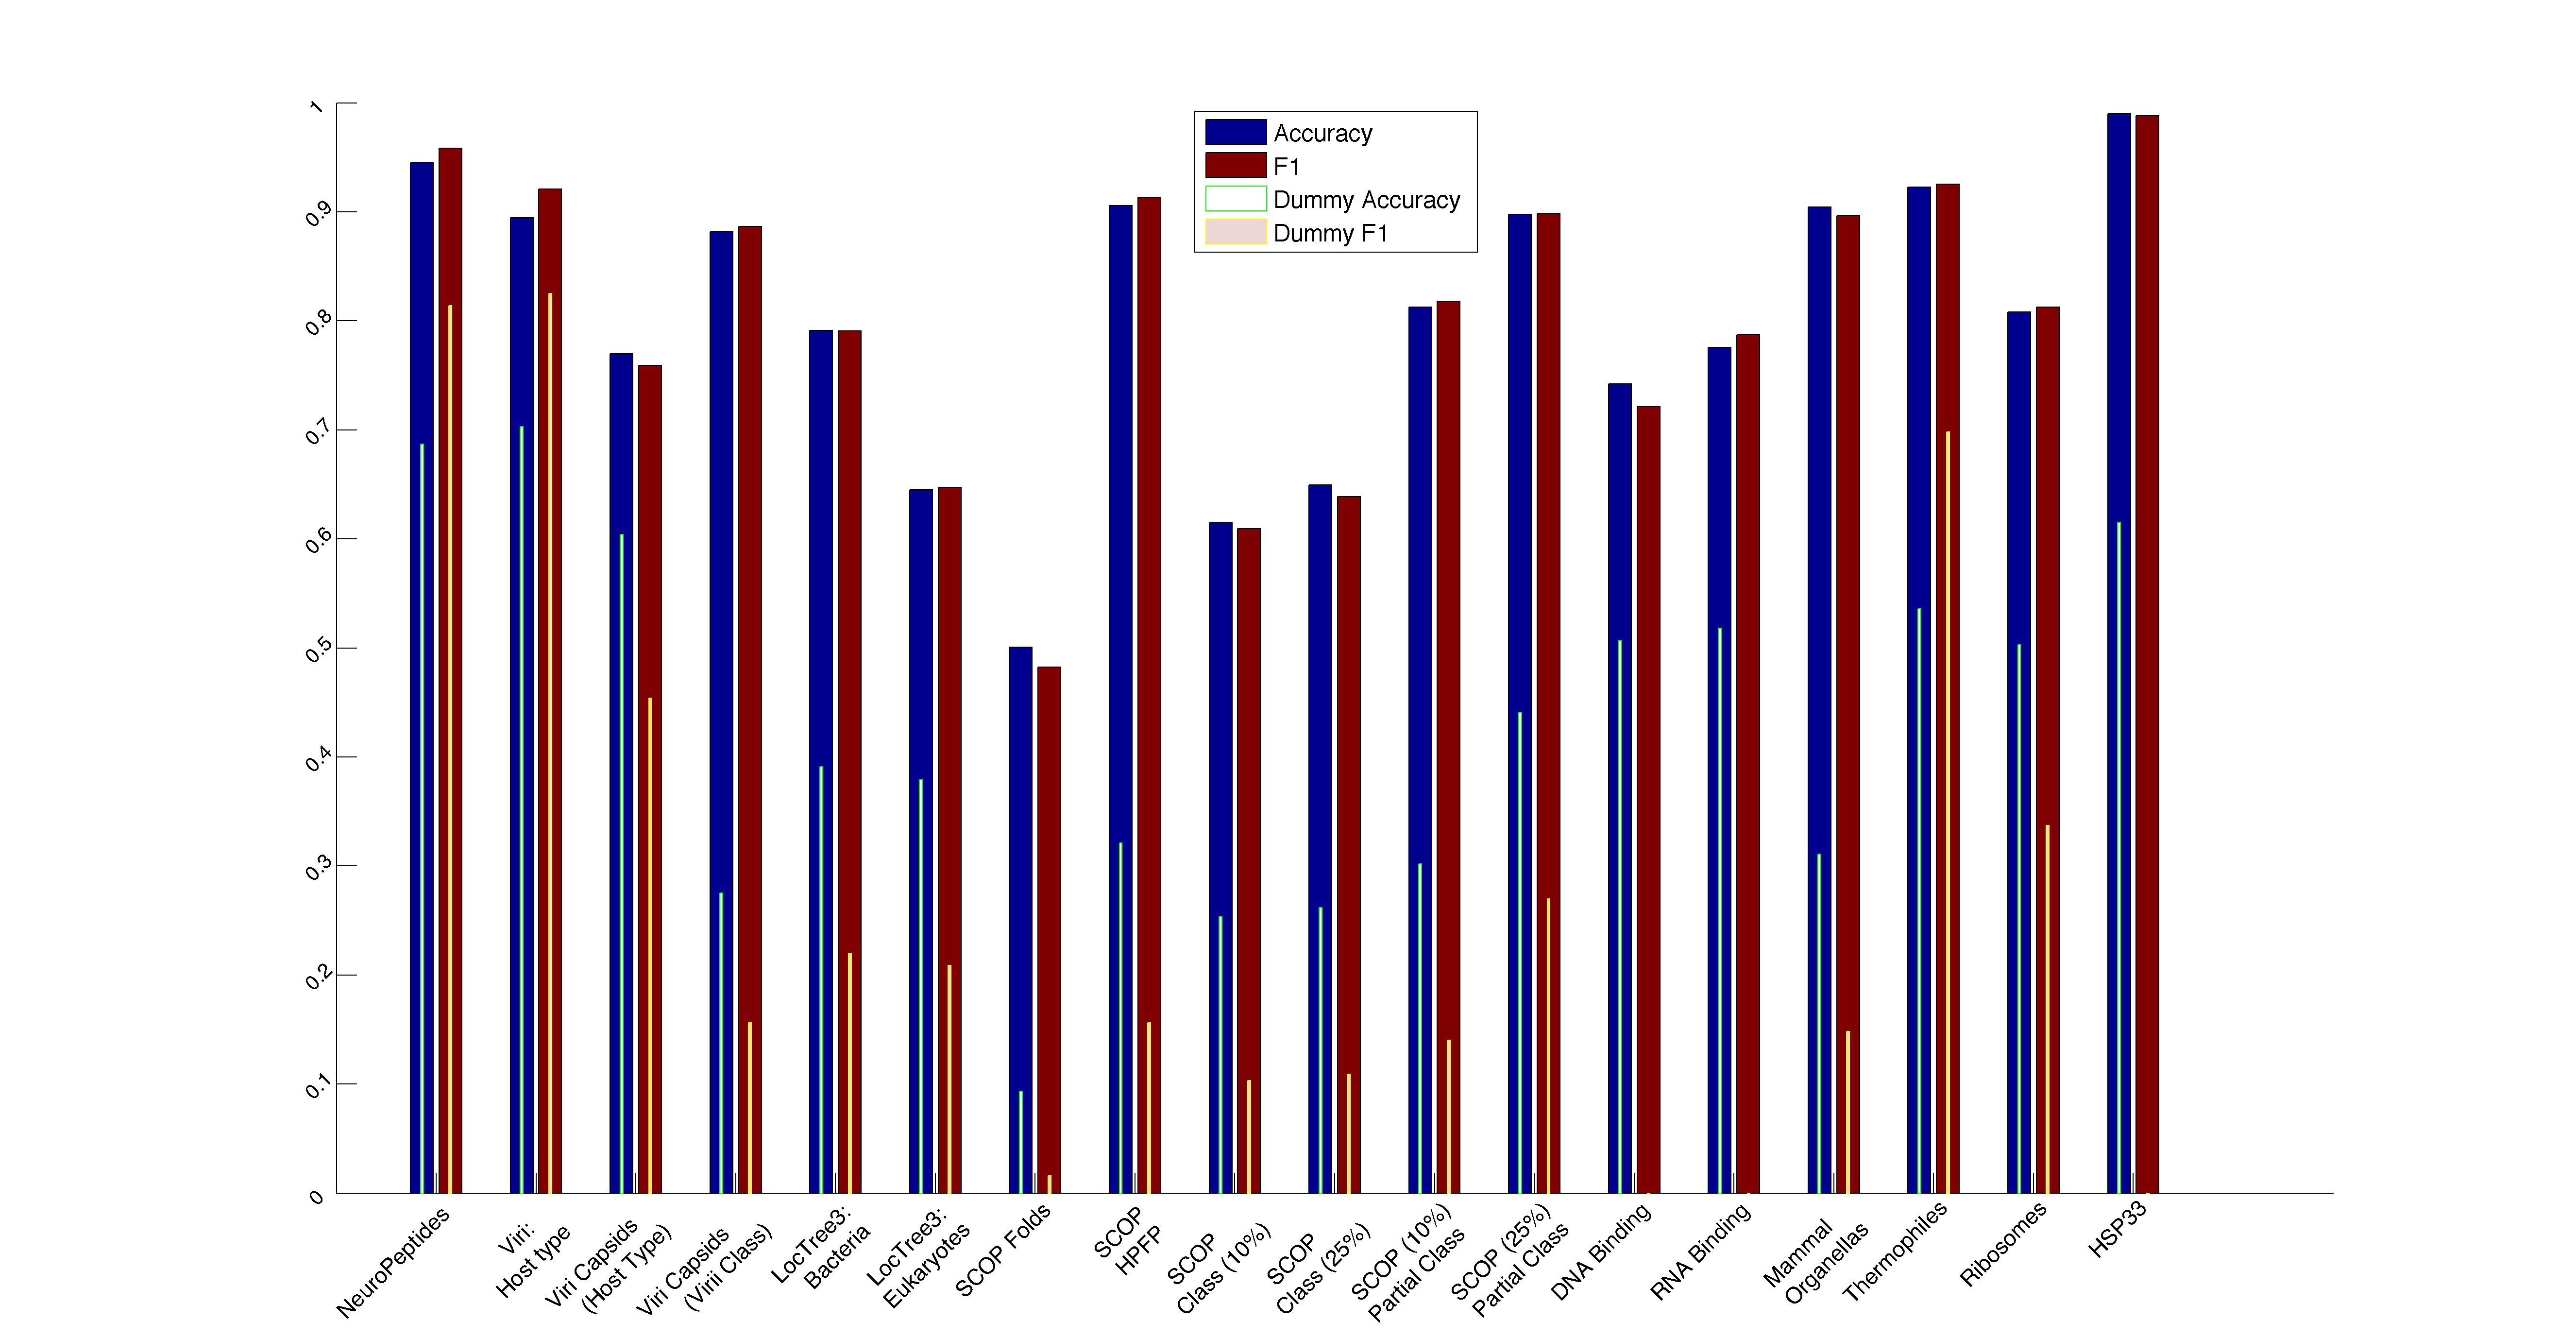 1
0.9
0.8
0.7
0.6
0.5
0.4
0.3
0.2
0.1
0
Accuracy
F1
Dummy Accuracy
Dummy F1
NeuroPeptides
Viri:
Host type
Viri Capsids
(Host Type)
Viri Capsids
(Virii Class)
LocTree3:
Bacteria
LocTree3:
Eukaryotes
SCOP Folds
SCOP
HPFP
SCOP
Class (10%)
SCOP
Class (25%)
SCOP (10%)
Partial Class
SCOP (25%)
Partial Class
DNA Binding
RNA Binding
Mammal
Organellas
Thermophiles
Ribosomes
HSP33